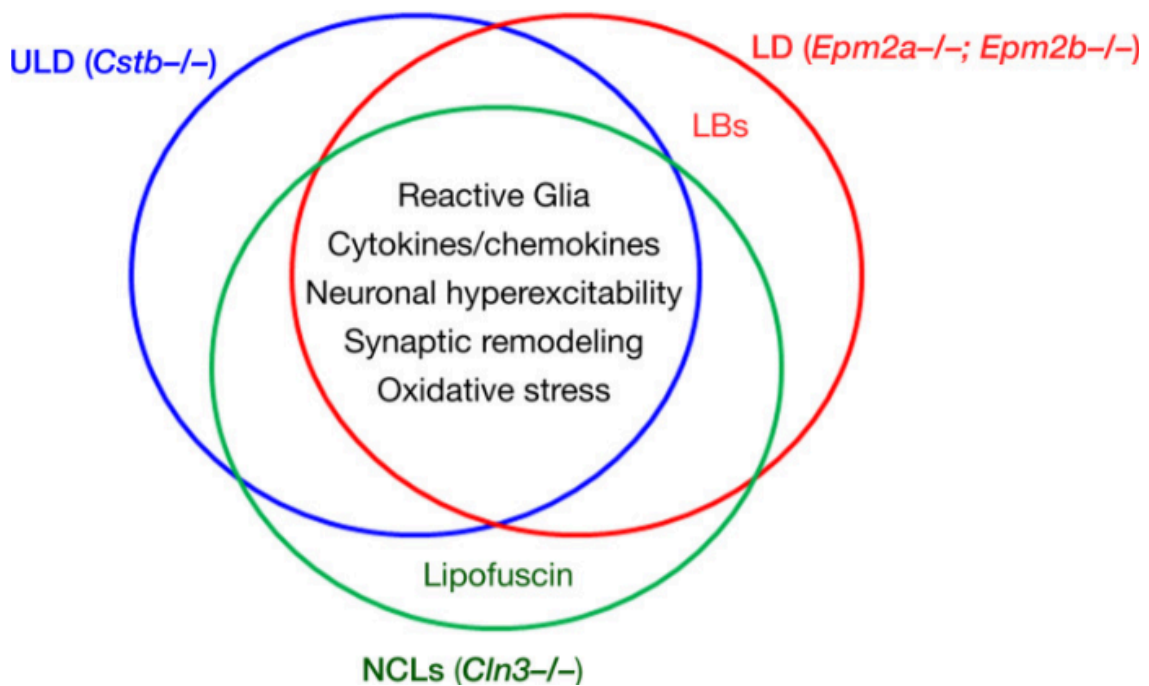 ULD (Cstb–/–)
LD (Epm2a–/–; Epm2b–/–)
LBs
Reactive Glia
Cytokines/chemokines
Neuronal hyperexcitability
Synaptic remodeling
Oxidative stress
Lipofuscin
NCLs (Cln3–/–)